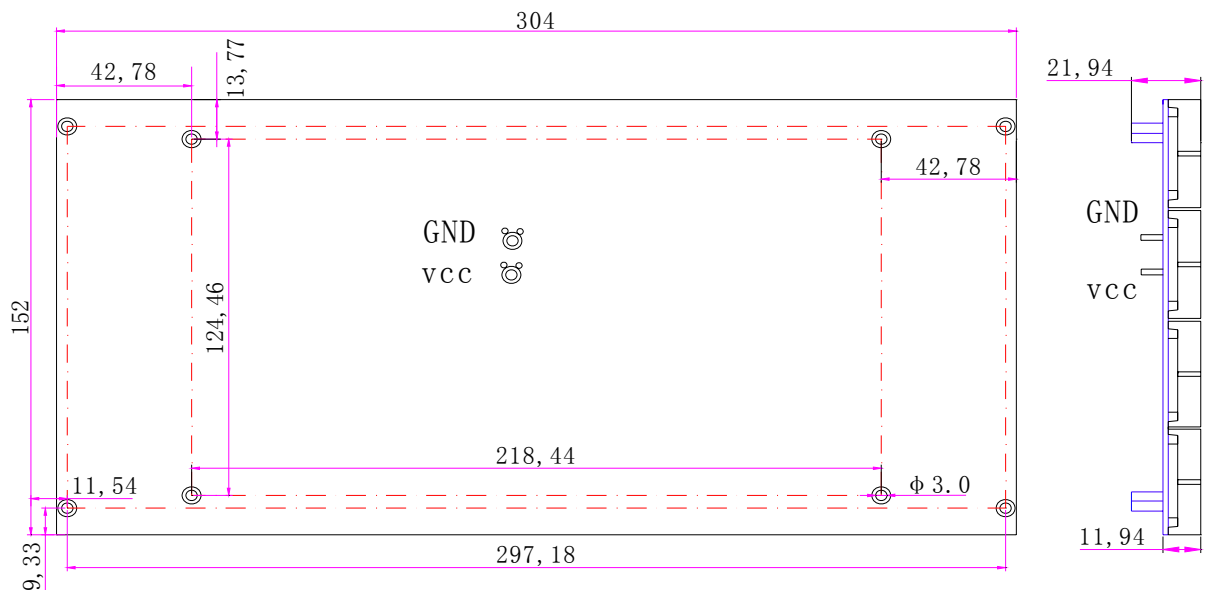 304
42,78
13,77
21,94
42,78
GND
GND
vcc
vcc
152
124,46
218,44
11,54
φ3.0
9,33
297,18
11,94